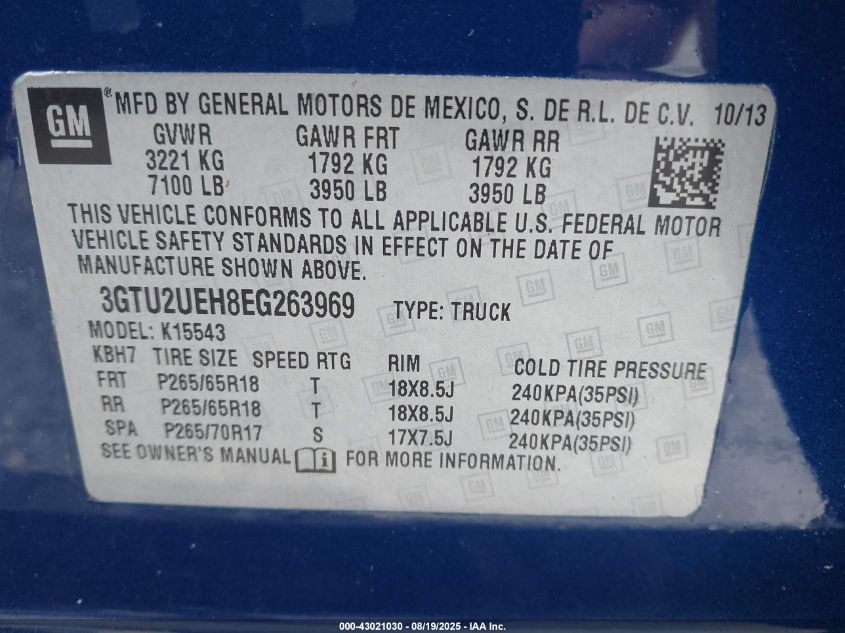 GM
® MFD BY GENERAL MOTORS DE MEXICO, S. DE R.L. DE C.V. 10/13
GVWR GAWR FRT GAWR RR
3221 KG 1792 KG 1792 KG
7100 LB 3950 LB 3950 LB
THIS VEHICLE CONFORMS TO ALL APPLICABLE U.S. FEDERAL MOTOR
VEHICLE SAFETY STANDARDS IN EFFECT ON THE DATE OF
MANUFACTURE SHOWN ABOVE.
3GTU2UEH8EG263969 TYPE: TRUCK
MODEL: K15543
KBH7 TIRE SIZE SPEED RTG RIM COLD TIRE PRESSURE
FRT P265/65R18 T 18X8.5J 240KPA(35PSI)
RR P265/65R18 T 18X8.5J 240KPA(35PSI)
SPA P265/70R17 S 17X7.5J 240KPA(35PSI)
SEE OWNER'S MANUAL i FOR MORE INFORMATION.
000-43021030 - 08/19/2025 - IAA Inc.